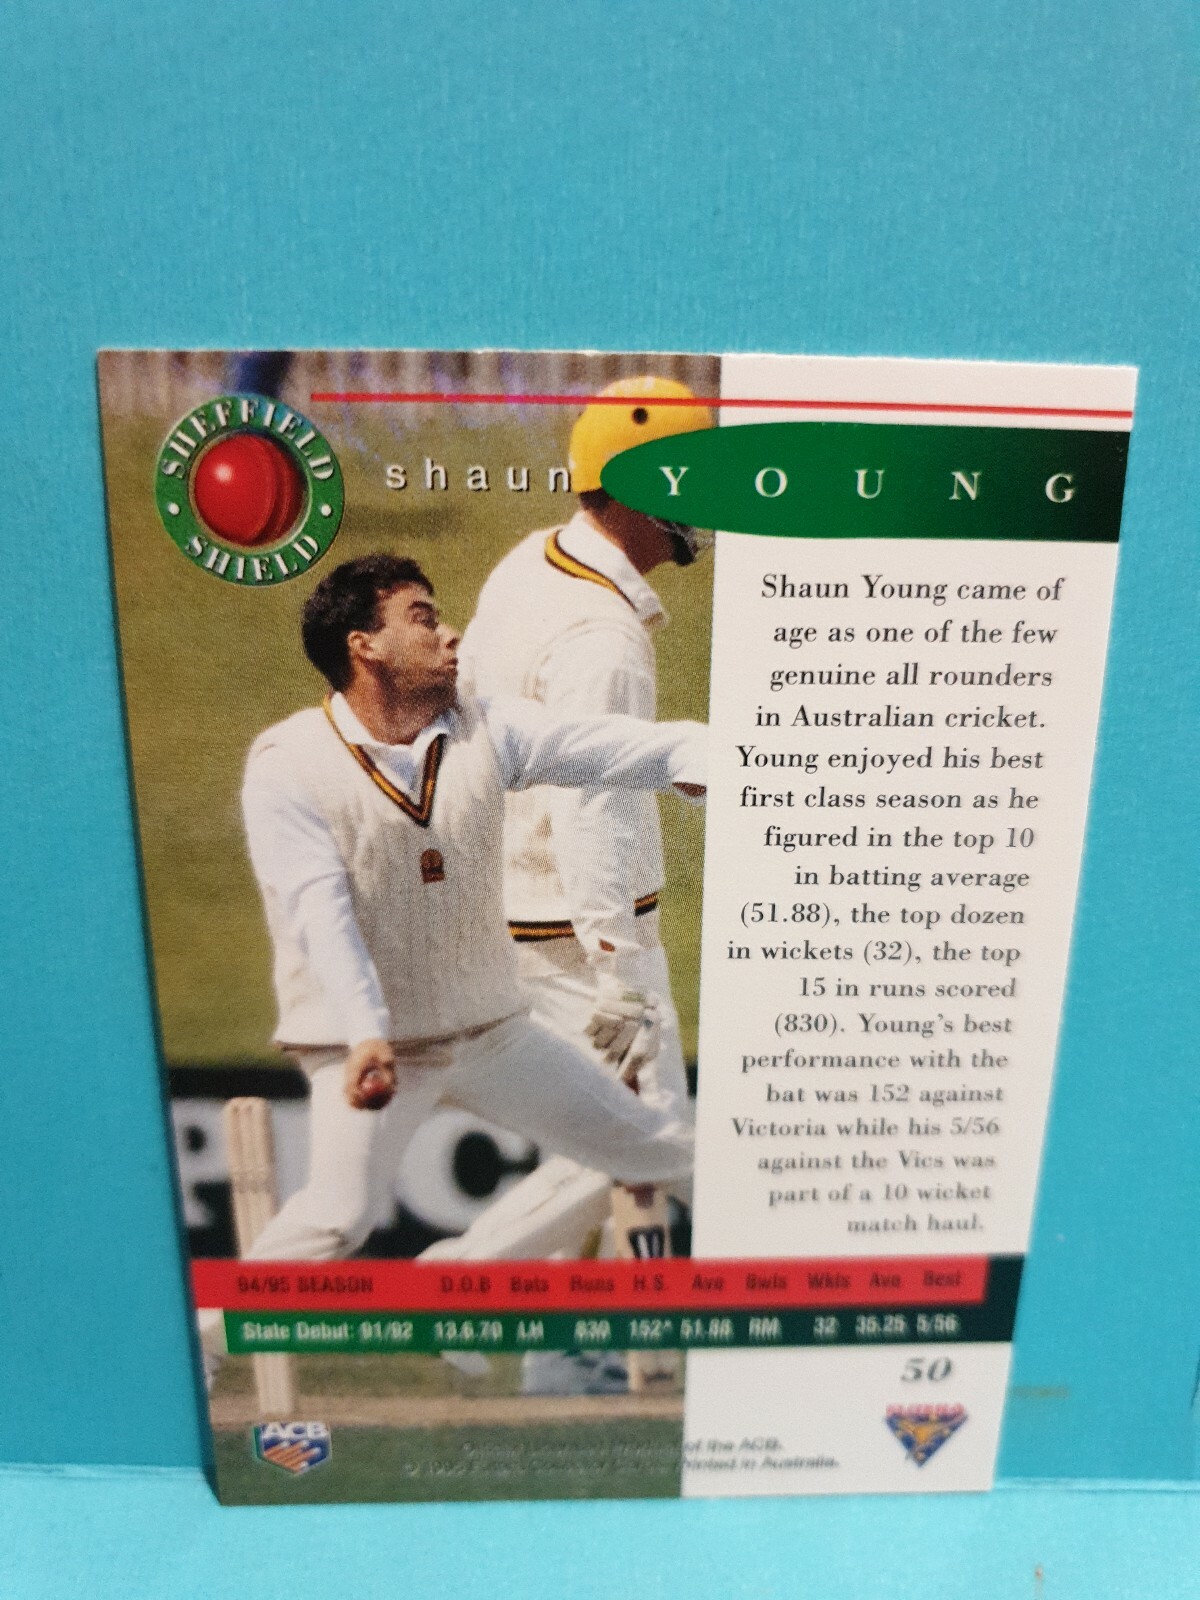 SHEFFIELD SHIELD
shaun YOUNG
Shaun Young came of
age as one of the few
genuine all rounders
in Australian cricket.
Young enjoyed his best
first class season as he
figured in the top 10
in batting average
(51.88), the top dozen
in wickets (32), the top
15 in runs scored
(830). Young's best
performance with the
bat was 152 against
Victoria while his 5/56
against the Vics was
part of a 10 wicket
match haul.
94/95 SEASON D.O.B Bats Runs H.S. Ave Bwls Wkts Ave Best
State Debut: 91/92 13.6.70 LH 830 152* 51.88 RM 32 35.25 5/56
50
ACB
of the ACB.
Printed in Australia.